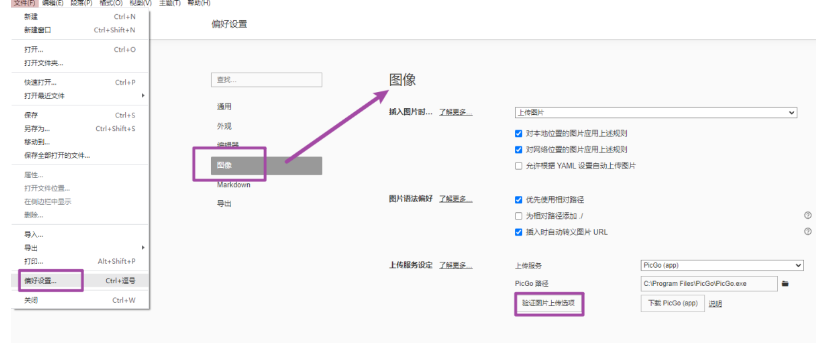 文件(F) 编辑(E) 段落(P) 格式(O) 视图(V) 主题(T) 帮助(H)
新建 Ctrl+N
新建窗口 Ctrl+Shift+N
打开... Ctrl+O
打开文件夹...
快速打开... Ctrl+P
打开最近文件
保存 Ctrl+S
另存为... Ctrl+Shift+S
移动到...
保存全部打开的文件...
属性...
打开文件位置...
在侧边栏中显示
删除...
导入...
导出
打印... Alt+Shift+P
偏好设置... Ctrl+逗号
关闭 Ctrl+W
偏好设置
查找...
通用
外观
编辑器
图像
Markdown
导出
图像
插入图片时... 了解更多...
上传图片
对本地位置的图片应用上述规则
对网络位置的图片应用上述规则
允许根据 YAML 设置自动上传图片
图片语法偏好 了解更多...
优先使用相对路径
为相对路径添加 ./
插入时自动转义图片 URL
上传服务设定 了解更多...
上传服务 PicGo (app)
PicGo 路径 C:\Program Files\PicGo\PicGo.exe
验证图片上传选项 下载 PicGo (app) 说明